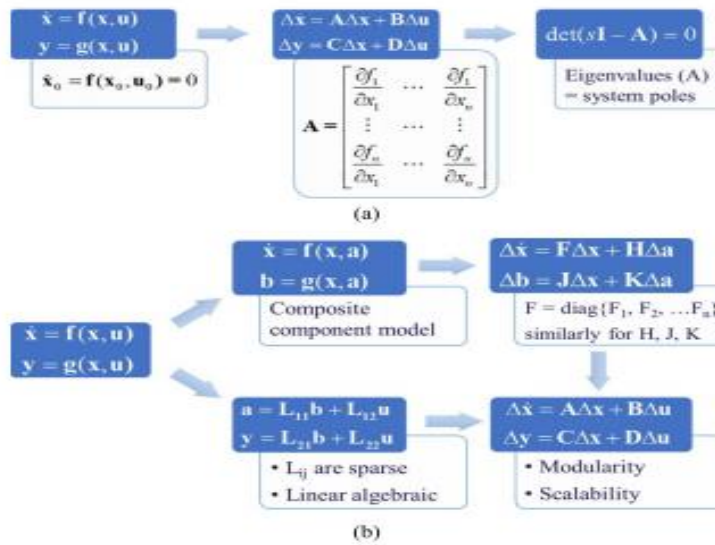 ẋ = f(x, u)
y = g(x, u)
ẋ₀ = f(x₀, u₀) = 0
Δẋ = AΔx + BΔu
Δy = CΔx + DΔu
A = [∂f₁/∂x₁ ⋯ ∂f₁/∂xₙ
⋮ ⋯ ⋮
∂fₙ/∂x₁ ⋯ ∂fₙ/∂xₙ]
det(sI − A) = 0
Eigenvalues (A)
= system poles
(a)
ẋ = f(x, a)
b = g(x, a)
Composite
component model
Δẋ = FΔx + HΔa
Δb = JΔx + KΔa
F = diag{F₁, F₂, …Fₙ}
similarly for H, J, K
ẋ = f(x, u)
y = g(x, u)
a = L₁₁b + L₁₂u
y = L₂₁b + L₂₂u
• Lᵢⱼ are sparse
• Linear algebraic
Δẋ = AΔx + BΔu
Δy = CΔx + DΔu
• Modularity
• Scalability
(b)